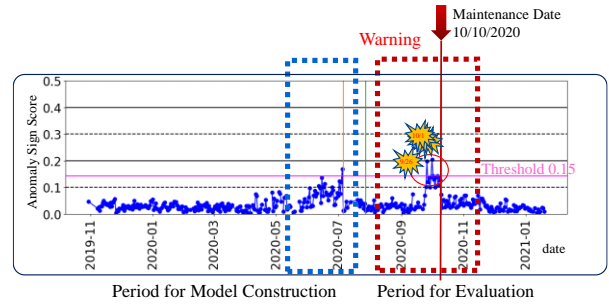 Maintenance Date
10/10/2020
Warning
Anomaly Sign Score
0.5
0.4
0.3
0.2
0.1
0.0
9/26
Threshold 0.15
2019-11
2020-01
2020-03
2020-05
2020-07
2020-09
2020-11
2021-01
date
Period for Model Construction
Period for Evaluation